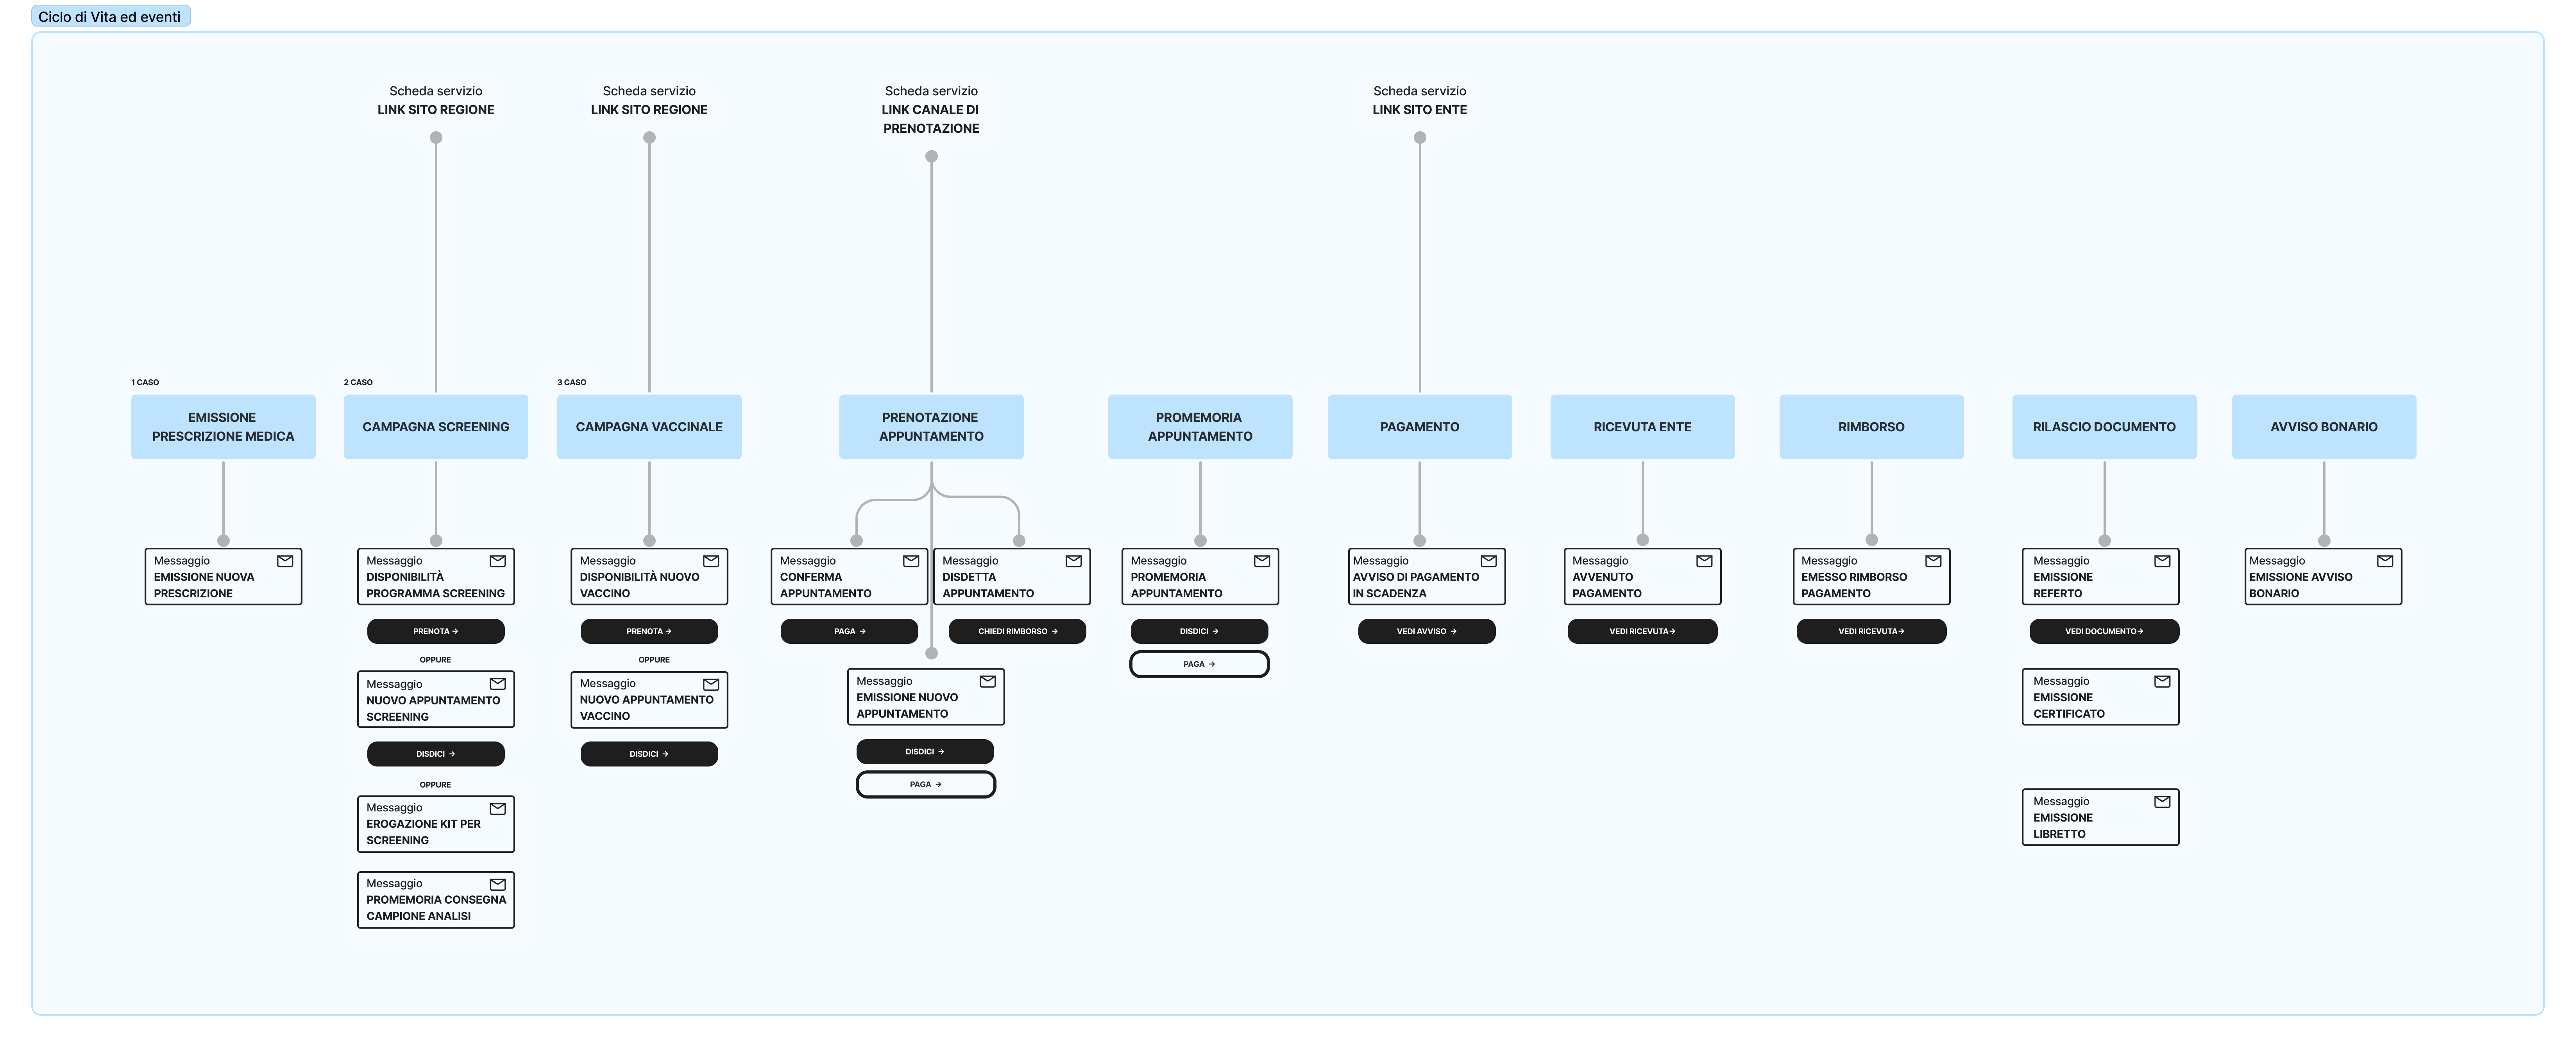 Ciclo di Vita ed eventi
Scheda servizio
LINK SITO REGIONE
Scheda servizio
LINK SITO REGIONE
Scheda servizio
LINK CANALE DI
PRENOTAZIONE
Scheda servizio
LINK SITO ENTE
1 CASO
EMISSIONE
PRESCRIZIONE MEDICA
2 CASO
CAMPAGNA SCREENING
3 CASO
CAMPAGNA VACCINALE
PRENOTAZIONE
APPUNTAMENTO
PROMEMORIA
APPUNTAMENTO
PAGAMENTO
RICEVUTA ENTE
RIMBORSO
RILASCIO DOCUMENTO
AVVISO BONARIO
Messaggio
EMISSIONE NUOVA
PRESCRIZIONE
Messaggio
DISPONIBILITÀ
PROGRAMMA SCREENING
PRENOTA →
OPPURE
Messaggio
NUOVO APPUNTAMENTO
SCREENING
DISDICI →
OPPURE
Messaggio
EROGAZIONE KIT PER
SCREENING
Messaggio
PROMEMORIA CONSEGNA
CAMPIONE ANALISI
Messaggio
DISPONIBILITÀ NUOVO
VACCINO
PRENOTA →
OPPURE
Messaggio
NUOVO APPUNTAMENTO
VACCINO
DISDICI →
Messaggio
CONFERMA
APPUNTAMENTO
PAGA →
Messaggio
DISDETTA
APPUNTAMENTO
CHIEDI RIMBORSO →
Messaggio
EMISSIONE NUOVO
APPUNTAMENTO
DISDICI →
PAGA →
Messaggio
PROMEMORIA
APPUNTAMENTO
DISDICI →
PAGA →
Messaggio
AVVISO DI PAGAMENTO
IN SCADENZA
VEDI AVVISO →
Messaggio
AVVENUTO
PAGAMENTO
VEDI RICEVUTA→
Messaggio
EMESSO RIMBORSO
PAGAMENTO
VEDI RICEVUTA→
Messaggio
EMISSIONE
REFERTO
VEDI DOCUMENTO→
Messaggio
EMISSIONE
CERTIFICATO
Messaggio
EMISSIONE
LIBRETTO
Messaggio
EMISSIONE AVVISO
BONARIO